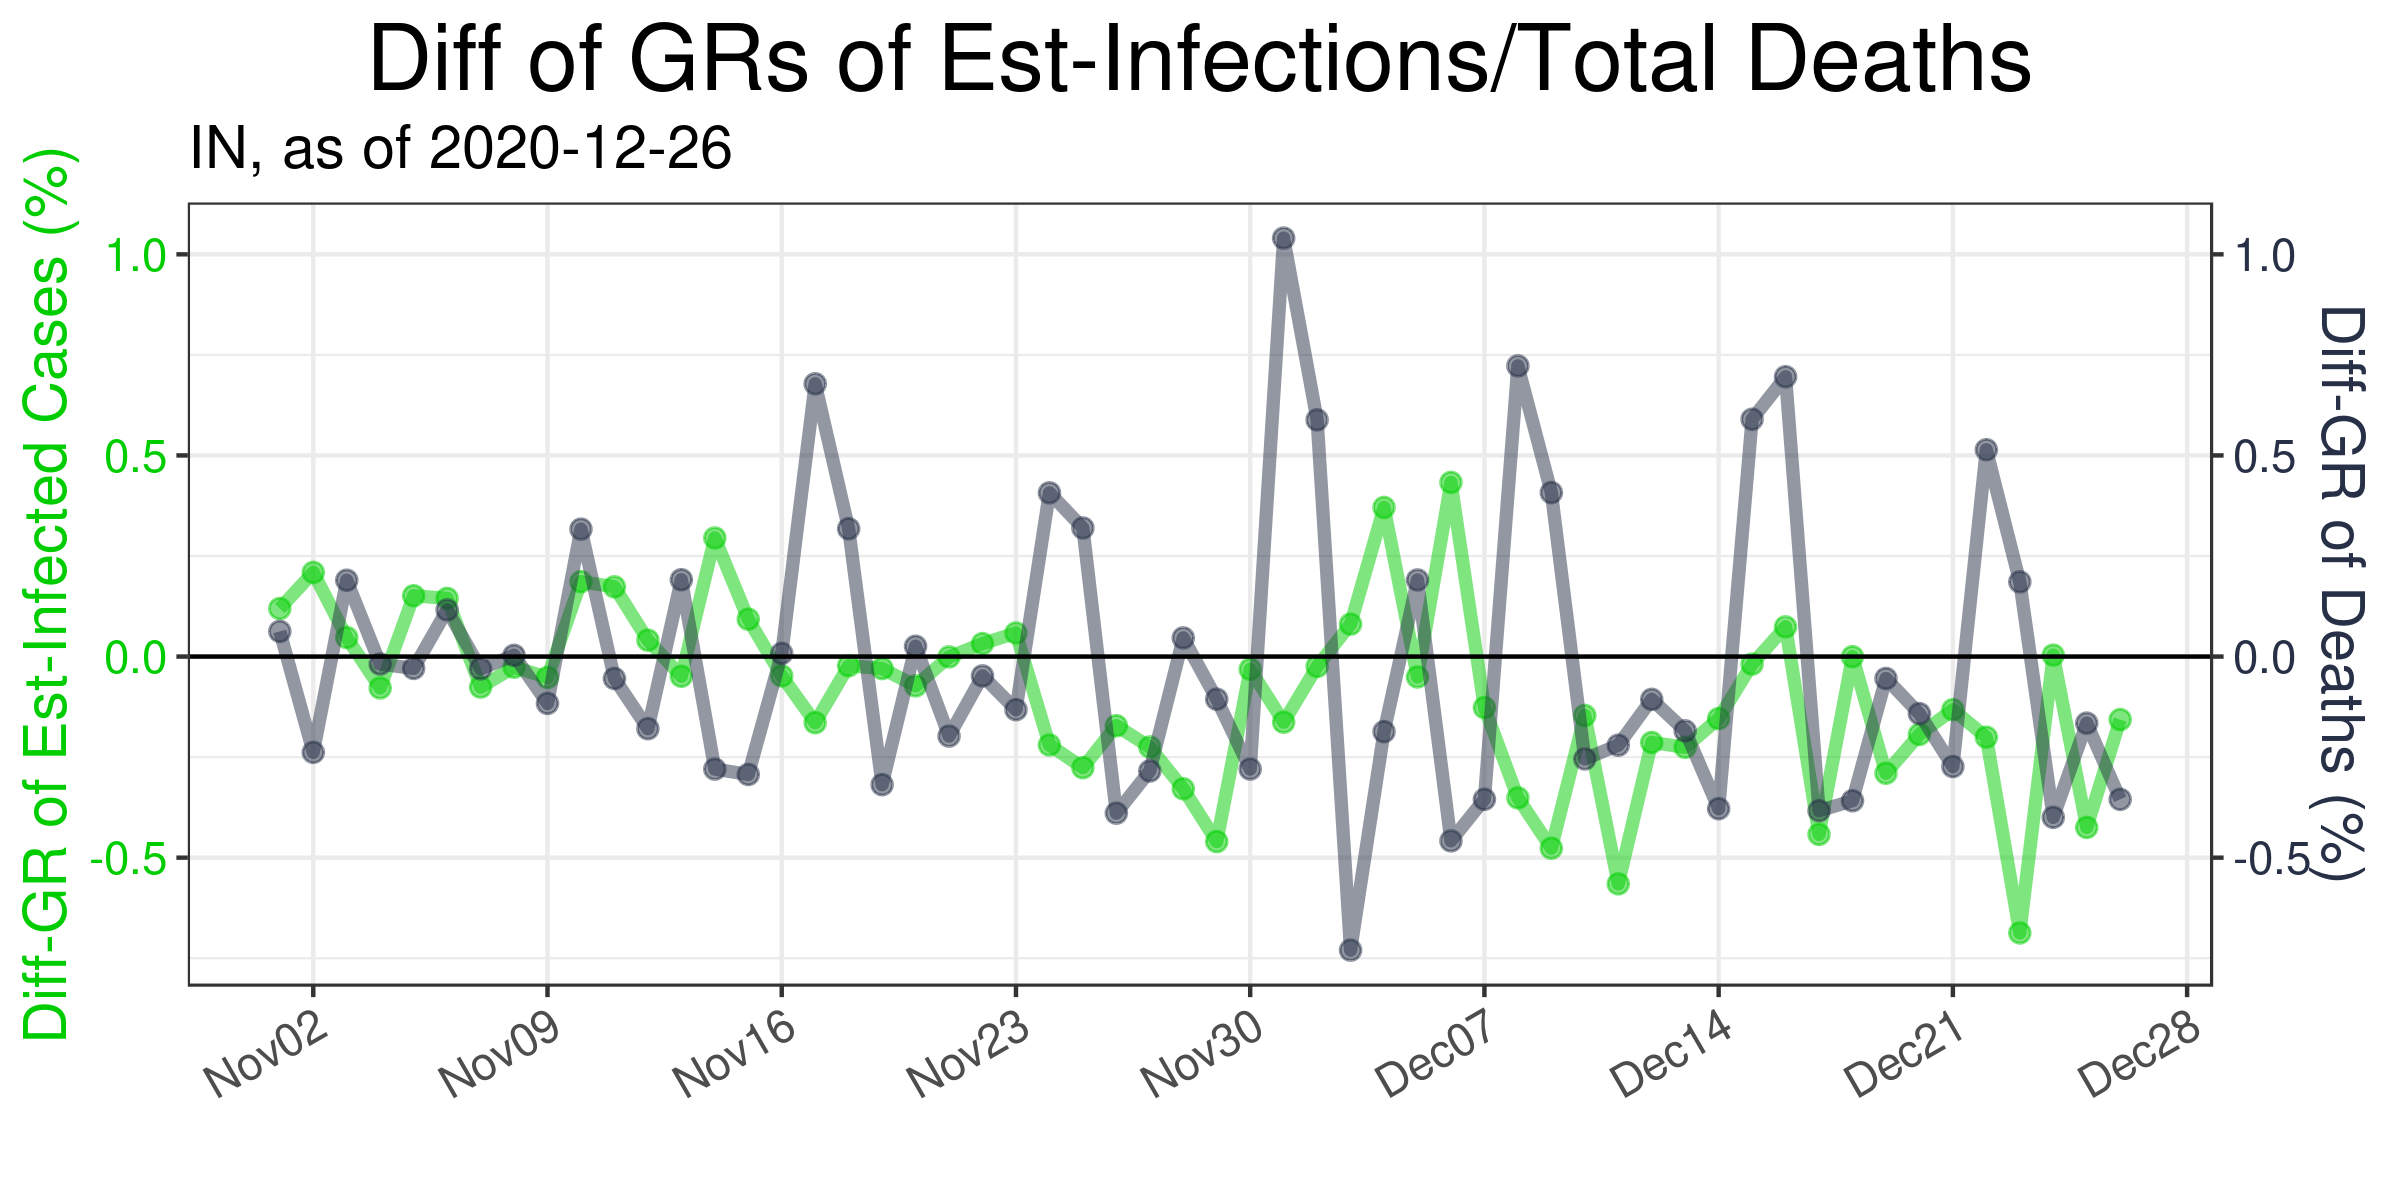 Diff of GRs of Est-Infections/Total Deaths
IN, as of 2020-12-26
Diff-GR of Est-Infected Cases (%)
1.0
0.5
0.0
-0.5
1.0
0.5
0.0
-0.5
Diff-GR of Deaths (%)
Nov02 Nov09 Nov16 Nov23 Nov30 Dec07 Dec14 Dec21 Dec28